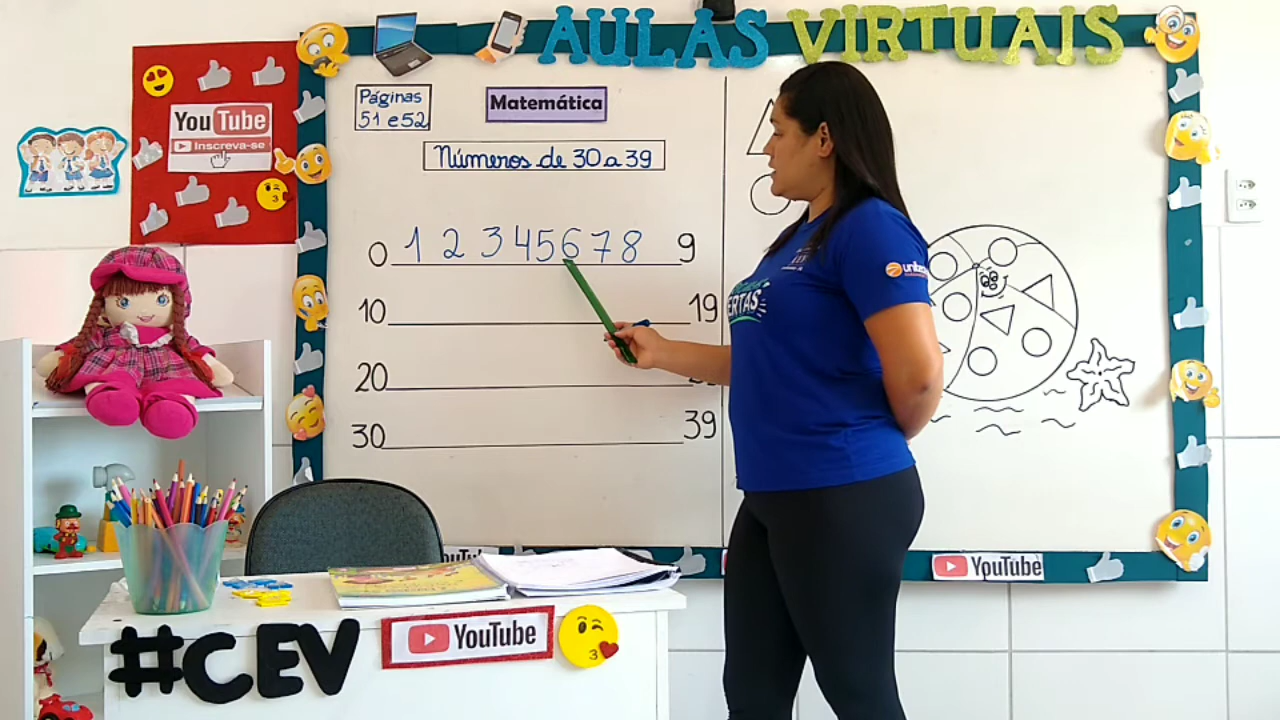 AULAS VIRTUAIS
Páginas
51 e 52
Matemática
Números de 30 a 39
YouTube
Inscreva-se
0 1 2 3 4 5 6 7 8 9
10 19
20
30 39
ERTAS
YouTube
#CEV
YouTube